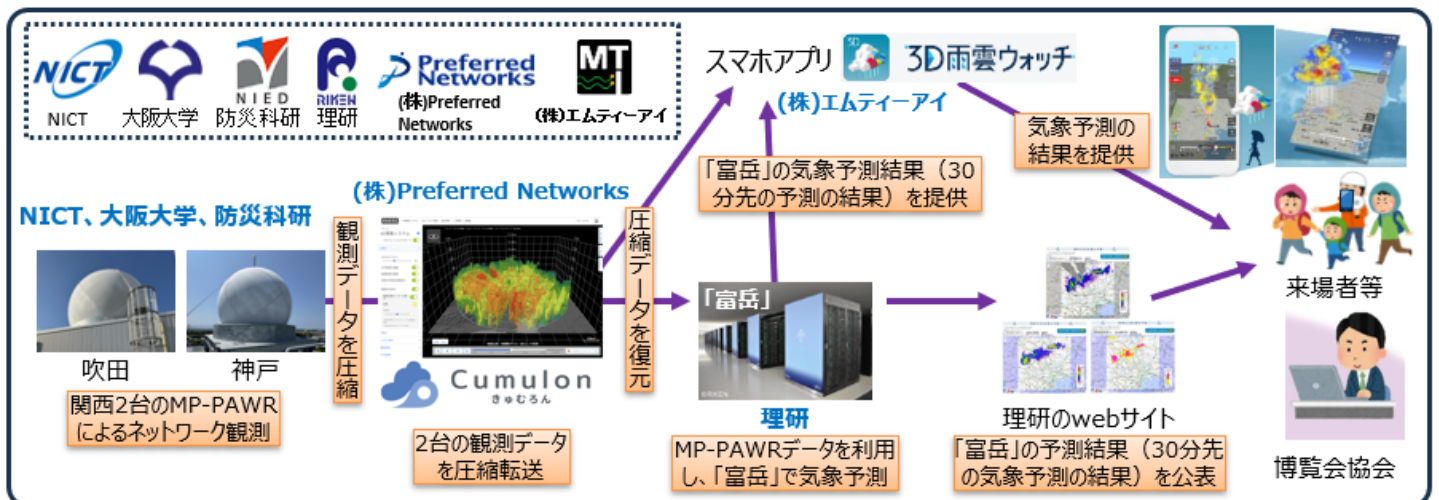 NICT
NICT
大阪大学
NIED
防災科研
RIKEN
理研
Preferred
Networks
(株)Preferred
Networks
MTI
(株)エムティーアイ
スマホアプリ
3D
3D雨雲ウォッチ
(株)エムティーアイ
気象予測の
結果を提供
「富岳」の気象予測結果（30
分先の予測の結果）を提供
(株)Preferred Networks
NICT、大阪大学、防災科研
観測データを圧縮
圧縮データを復元
「富岳」
吹田
神戸
関西2台のMP-PAWR
によるネットワーク観測
Cumulon
きゅむろん
2台の観測データ
を圧縮転送
理研
MP-PAWRデータを利用
し、「富岳」で気象予測
理研のwebサイト
「富岳」の予測結果（30分先
の気象予測の結果）を公表
来場者等
博覧会協会